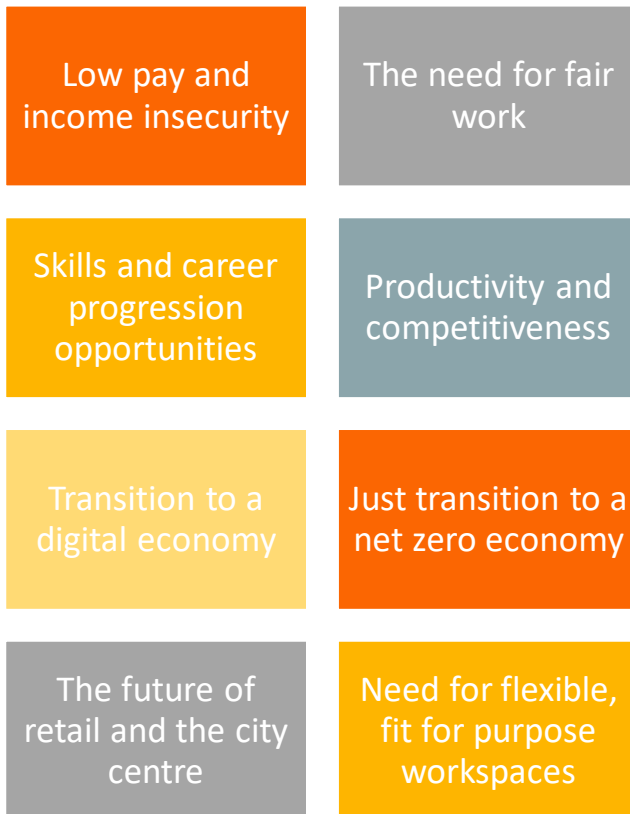 Low pay and
income insecurity
The need for fair
work
Skills and career
progression
opportunities
Productivity and
competitiveness
Transition to a
digital economy
Just transition to a
net zero economy
The future of
retail and the city
centre
Need for flexible,
fit for purpose
workspaces